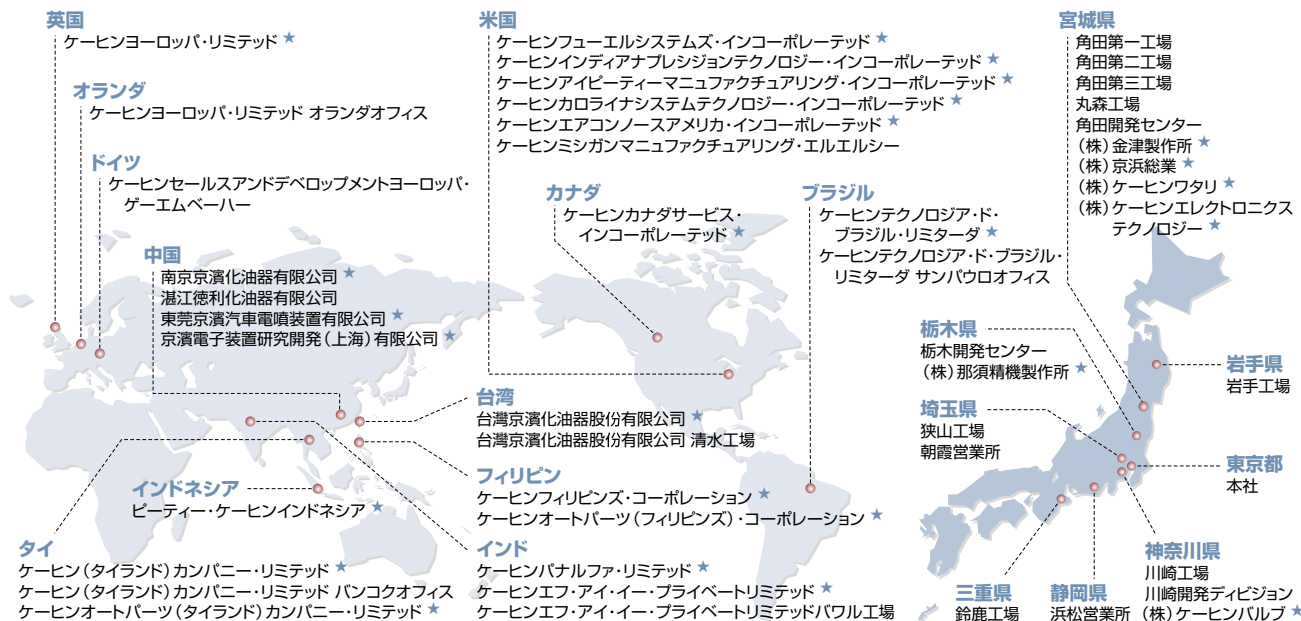 英国
ケーヒンヨーロッパ・リミテッド ★
オランダ
ケーヒンヨーロッパ・リミテッド オランダオフィス
ドイツ
ケーヒンセールスアンドデベロップメントヨーロッパ・
ゲーエムベーハー
中国
南京京濱化油器有限公司 ★
湛江徳利化油器有限公司
東莞京濱汽車電噴装置有限公司 ★
京濱電子装置研究開発(上海)有限公司 ★
インドネシア
ピーティー・ケーヒンインドネシア ★
タイ
ケーヒン(タイランド)カンパニー・リミテッド ★
ケーヒン(タイランド)カンパニー・リミテッド バンコクオフィス
ケーヒンオートパーツ(タイランド)カンパニー・リミテッド ★
米国
ケーヒンフューエルシステムズ・インコーポレーテッド ★
ケーヒンインディアナプレシジョンテクノロジー・インコーポレーテッド ★
ケーヒンアイピーティーマニュファクチュアリング・インコーポレーテッド ★
ケーヒンカロライナシステムテクノロジー・インコーポレーテッド ★
ケーヒンエアコンノースアメリカ・インコーポレーテッド ★
ケーヒンミシガンマニュファクチュアリング・エルエルシー
カナダ
ケーヒンカナダサービス・
インコーポレーテッド ★
ブラジル
ケーヒンテクノロジア・ド・
ブラジル・リミターダ ★
ケーヒンテクノロジア・ド・ブラジル・
リミターダ サンパウロオフィス
台湾
台灣京濱化油器股份有限公司 ★
台灣京濱化油器股份有限公司 清水工場
フィリピン
ケーヒンフィリピンズ・コーポレーション ★
ケーヒンオートパーツ(フィリピンズ)・コーポレーション ★
インド
ケーヒンパナルファ・リミテッド ★
ケーヒンエフ・アイ・イー・プライベートリミテッド ★
ケーヒンエフ・アイ・イー・プライベートリミテッドバワル工場
宮城県
角田第一工場
角田第二工場
角田第三工場
丸森工場
角田開発センター
(株)金津製作所 ★
(株)京浜総業 ★
(株)ケーヒンワタリ ★
(株)ケーヒンエレクトロニクス
テクノロジー ★
栃木県
栃木開発センター
(株)那須精機製作所 ★
埼玉県
狭山工場
朝霞営業所
岩手県
岩手工場
東京都
本社
三重県
鈴鹿工場
静岡県
浜松営業所
神奈川県
川崎工場
川崎開発ディビジョン
(株)ケーヒンバルブ ★